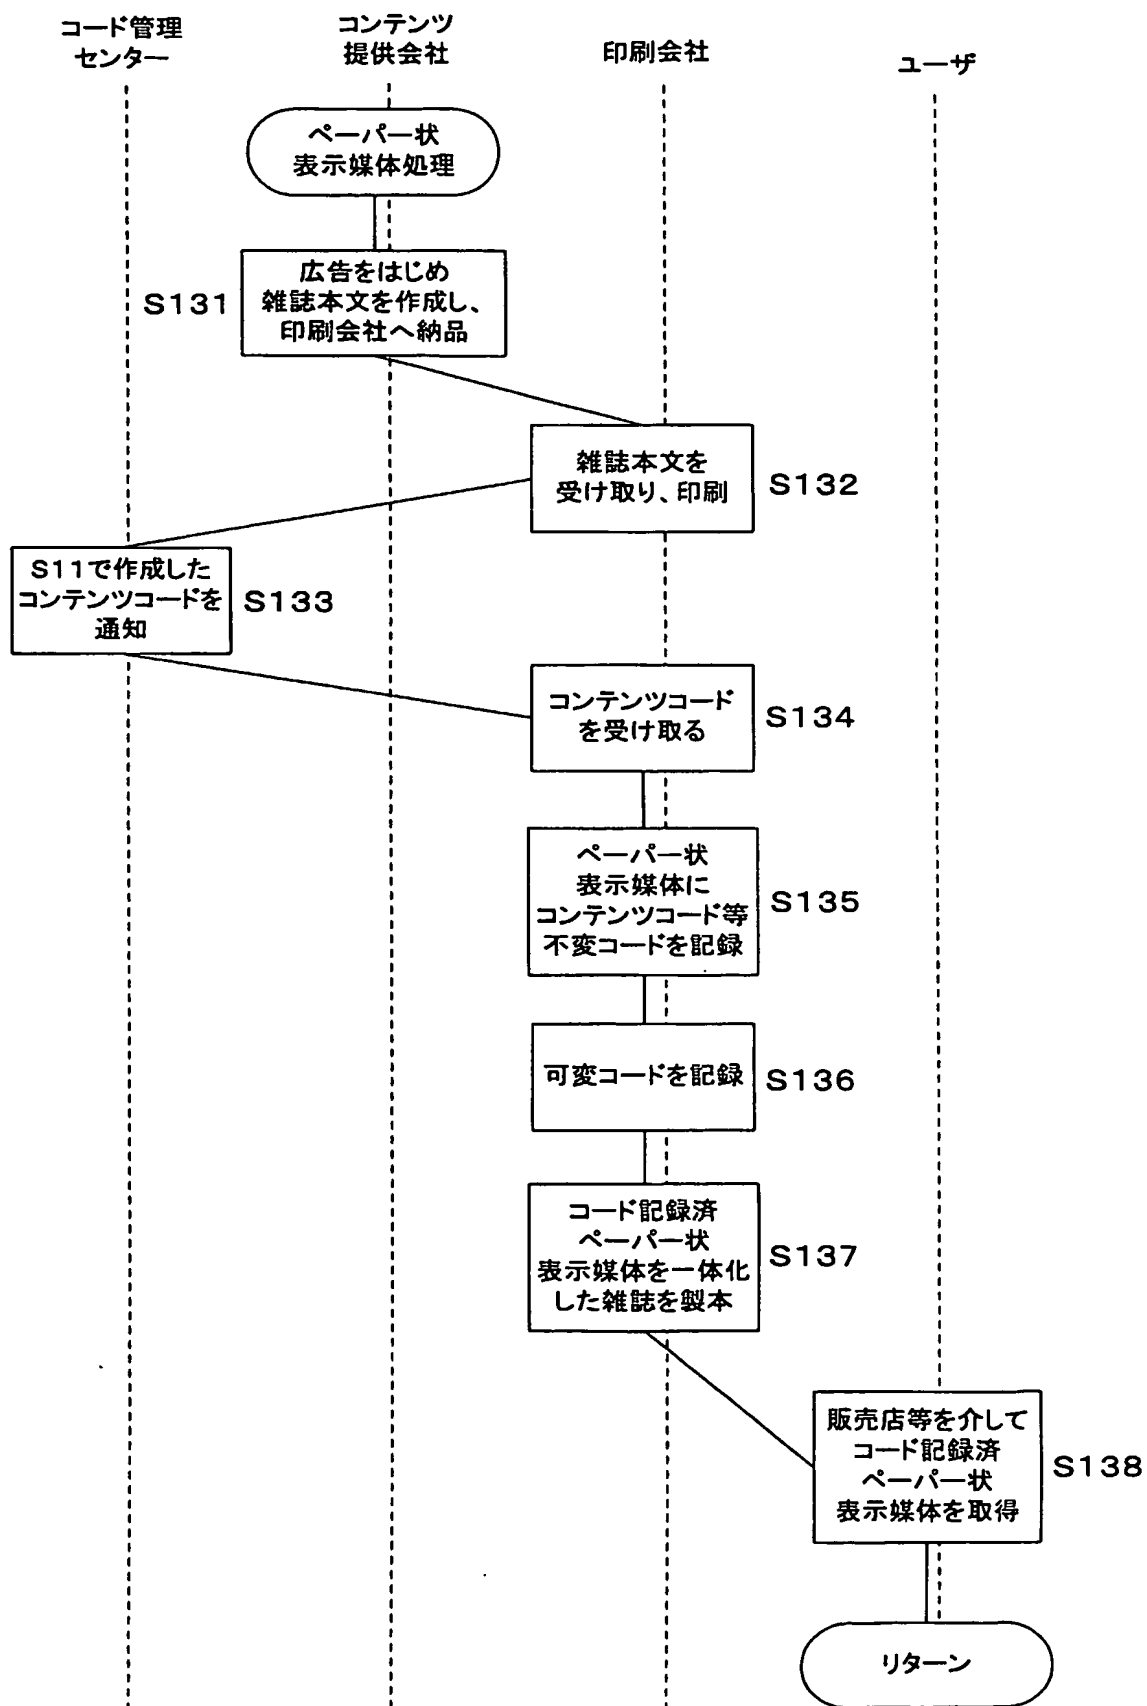 コード管理
センター
コンテンツ
提供会社
印刷会社
ユーザ
ペーパー状
表示媒体処理
広告をはじめ
雑誌本文を作成し、
印刷会社へ納品
S131
雑誌本文を
受け取り、印刷
S132
S11で作成した
コンテンツコードを
通知
S133
コンテンツコード
を受け取る
S134
ペーパー状
表示媒体に
コンテンツコード等
不変コードを記録
S135
可変コードを記録
S136
コード記録済
ペーパー状
表示媒体を一体化
した雑誌を製本
S137
販売店等を介して
コード記録済
ペーパー状
表示媒体を取得
S138
リターン